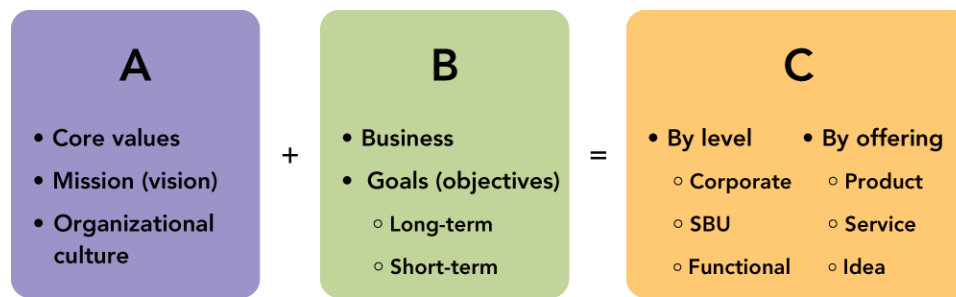 A
• Core values
• Mission (vision)
• Organizational
culture
+
B
• Business
• Goals (objectives)
○ Long-term
○ Short-term
=
C
• By level
○ Corporate
○ SBU
○ Functional
• By offering
○ Product
○ Service
○ Idea